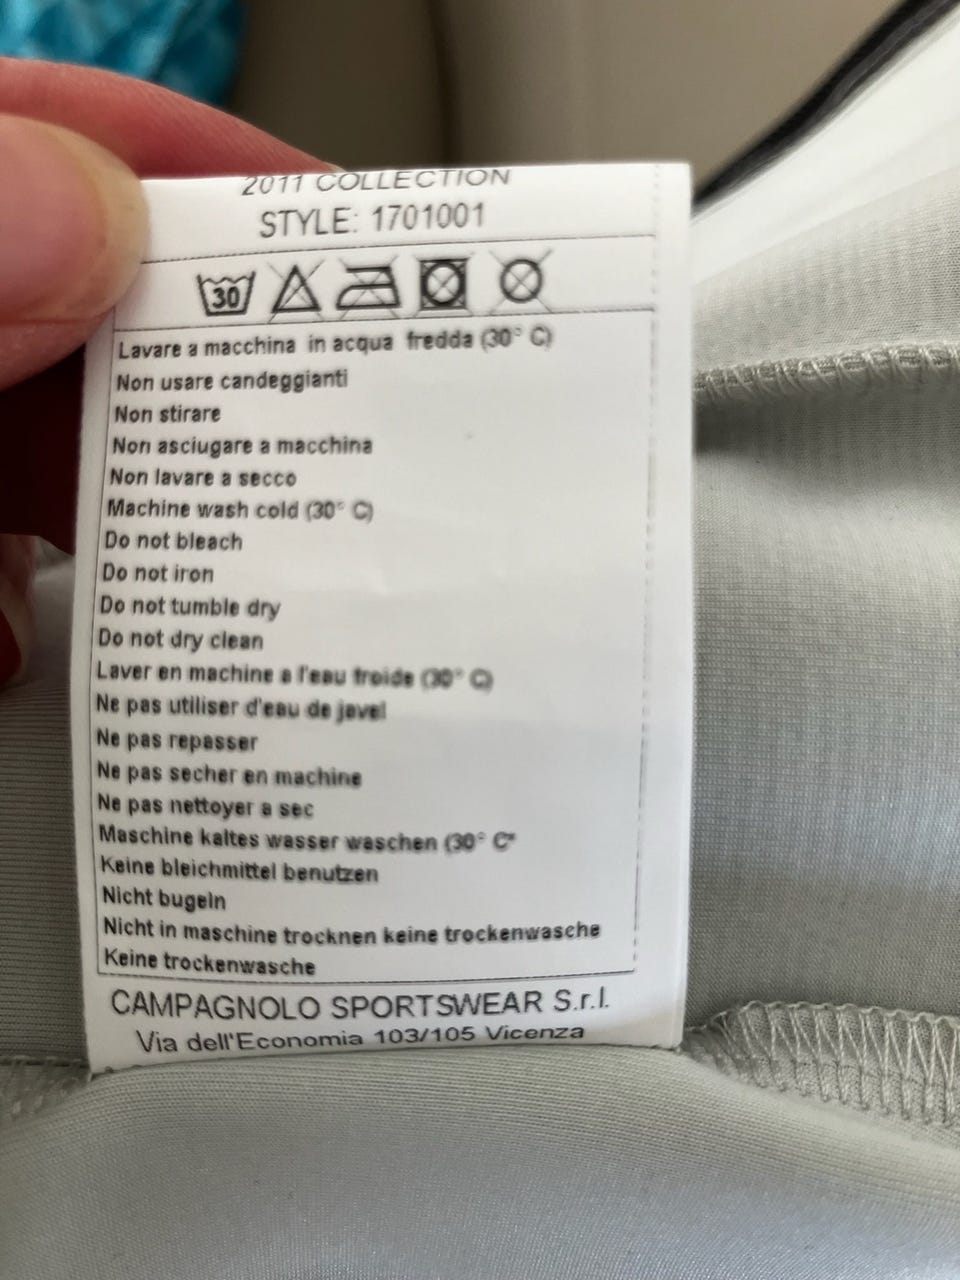 2011 COLLECTION
STYLE: 1701001
30
Lavare a macchina in acqua fredda (30° C)
Non usare candeggianti
Non stirare
Non asciugare a macchina
Non lavare a secco
Machine wash cold (30° C)
Do not bleach
Do not iron
Do not tumble dry
Do not dry clean
Laver en machine a l'eau froide (30° C)
Ne pas utiliser d'eau de javel
Ne pas repasser
Ne pas secher en machine
Ne pas nettoyer a sec
Maschine kaltes wasser waschen (30° C"
Keine bleichmittel benutzen
Nicht bugeln
Nicht in maschine trocknen keine trockenwasche
Keine trockenwasche
CAMPAGNOLO SPORTSWEAR S.r.l.
Via dell'Economia 103/105 Vicenza